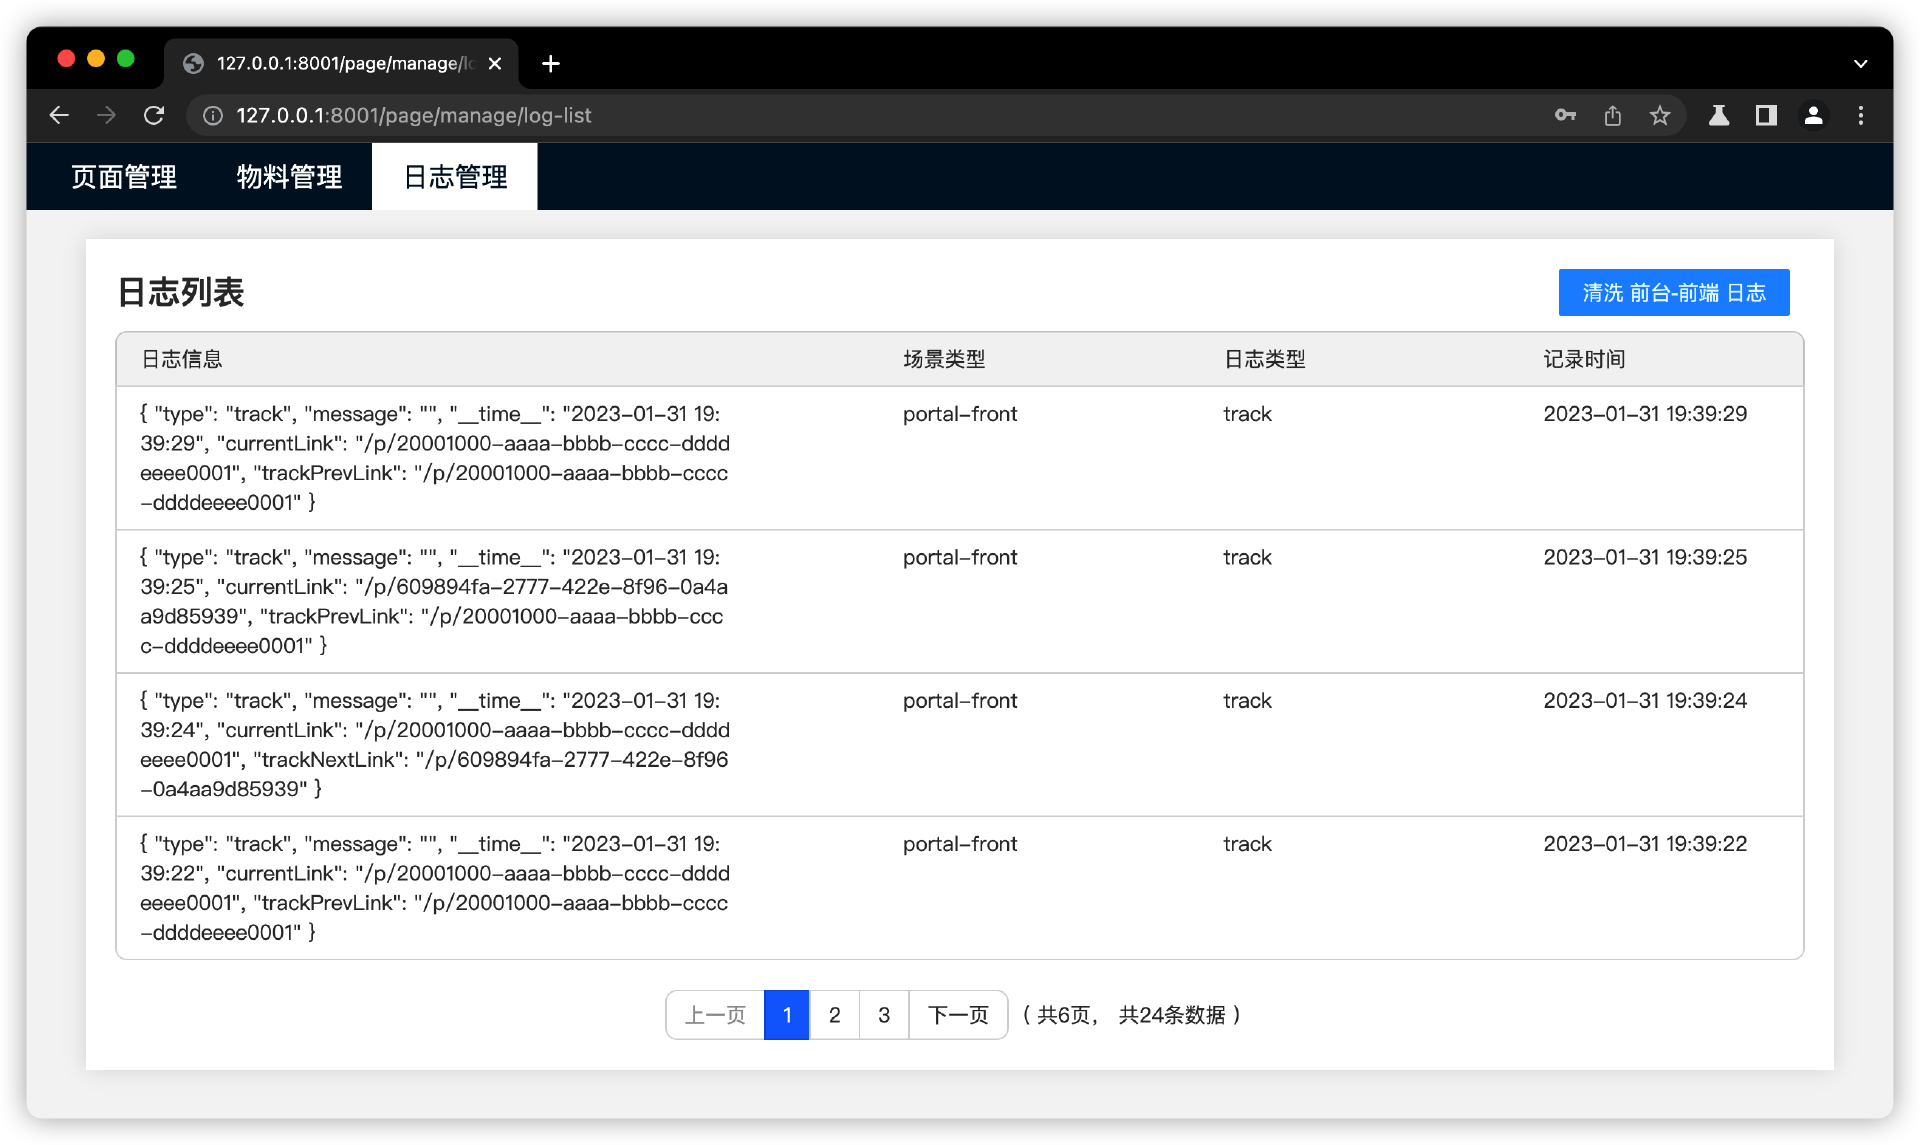 127.0.0.1:8001/page/manage/l
127.0.0.1:8001/page/manage/log-list
页面管理 物料管理 日志管理
日志列表 清洗 前台-前端 日志
日志信息 场景类型 日志类型 记录时间
{ "type": "track", "message": "", "__time__": "2023-01-31 19: portal-front track 2023-01-31 19:39:29
39:29", "currentLink": "/p/20001000-aaaa-bbbb-cccc-dddd
eeee0001", "trackPrevLink": "/p/20001000-aaaa-bbbb-cccc
-ddddeeee0001" }
{ "type": "track", "message": "", "__time__": "2023-01-31 19: portal-front track 2023-01-31 19:39:25
39:25", "currentLink": "/p/609894fa-2777-422e-8f96-0a4a
a9d85939", "trackPrevLink": "/p/20001000-aaaa-bbbb-ccc
c-ddddeeee0001" }
{ "type": "track", "message": "", "__time__": "2023-01-31 19: portal-front track 2023-01-31 19:39:24
39:24", "currentLink": "/p/20001000-aaaa-bbbb-cccc-dddd
eeee0001", "trackNextLink": "/p/609894fa-2777-422e-8f96
-0a4aa9d85939" }
{ "type": "track", "message": "", "__time__": "2023-01-31 19: portal-front track 2023-01-31 19:39:22
39:22", "currentLink": "/p/20001000-aaaa-bbbb-cccc-dddd
eeee0001", "trackPrevLink": "/p/20001000-aaaa-bbbb-cccc
-ddddeeee0001" }
上一页 1 2 3 下一页 ( 共6页， 共24条数据 )